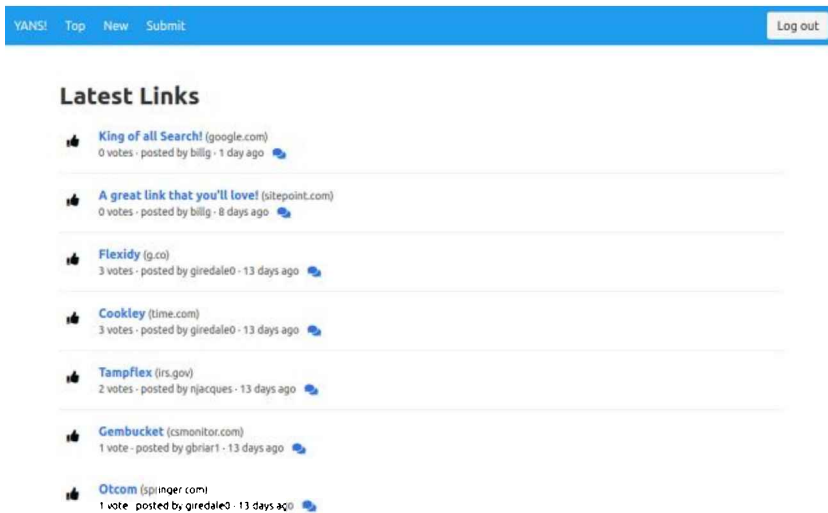 YANS! Top New Submit Log out
Latest Links
King of all Search! (google.com)
0 votes · posted by billg · 1 day ago
A great link that you'll love! (sitepoint.com)
0 votes · posted by billg · 8 days ago
Flexidy (g.co)
3 votes · posted by giredale0 · 13 days ago
Cookley (time.com)
3 votes · posted by giredale0 · 13 days ago
Tampflex (irs.gov)
2 votes · posted by njacques · 13 days ago
Gembucket (csmonitor.com)
1 vote · posted by gbriar1 · 13 days ago
Otcom (springer.com)
1 vote · posted by giredale0 · 13 days ago